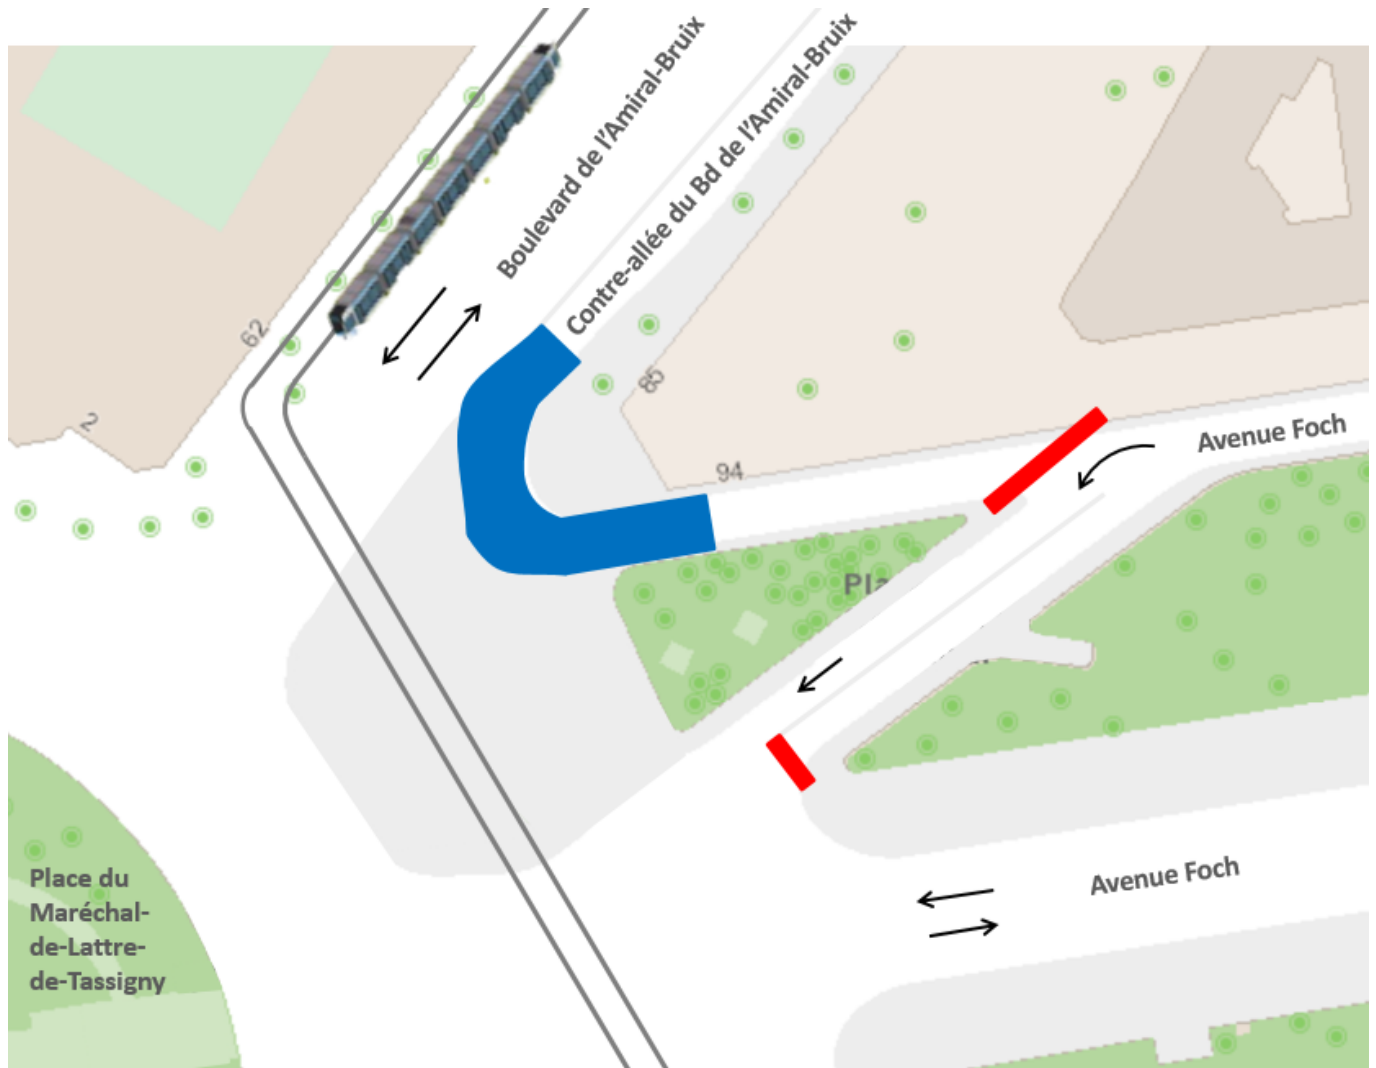 Boulevard de l'Amiral-Bruix
Contre-allée du Bd de l'Amiral-Bruix
62
2
85
94
Avenue Foch
Pla
Avenue Foch
Place du
Maréchal-
de-Lattre-
de-Tassigny